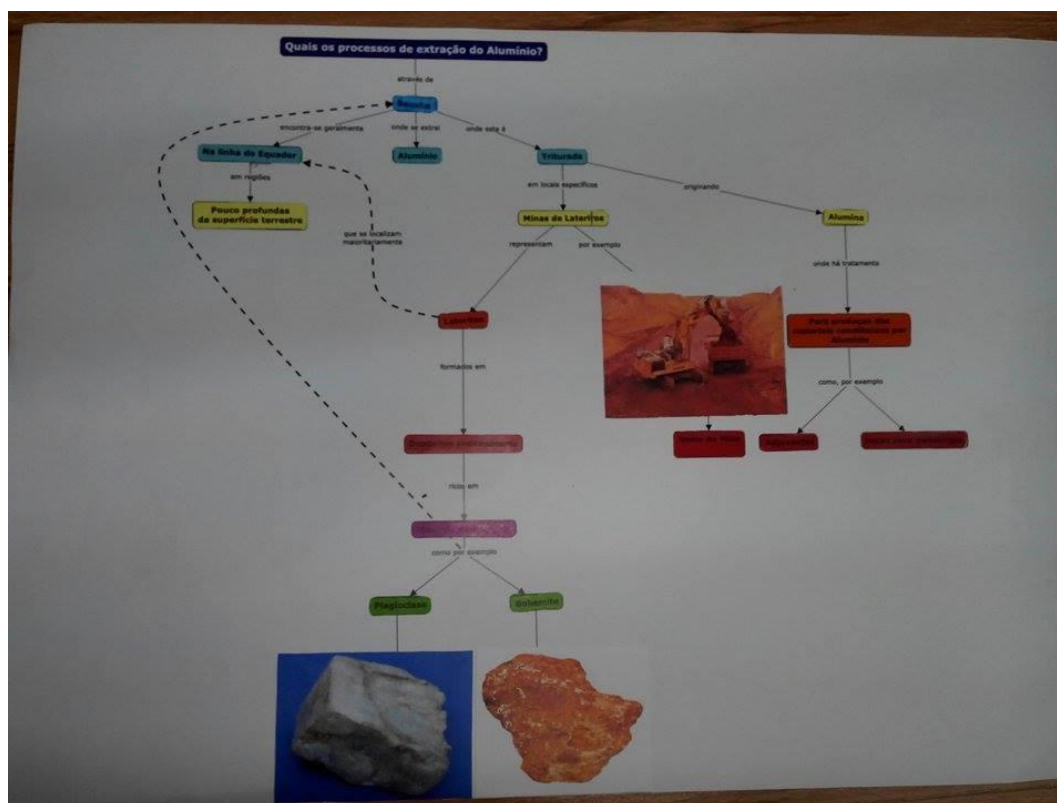 Quais os processos de extração do Alumínio?
através de
Bauxite
encontra-se geralmente
onde se extrai
onde esta é
Na linha do Equador
Alumínio
Triturada
em regiões
em locais específicos
originando
Pouco profundas
da superfície terrestre
Minas de Lateritos
Alumina
que se localizam
maioritariamente
representam
por exemplo
onde há tratamento
Lateritos
Para produção dos
materiais constituídos por
Alumínio
formados em
como, por exemplo
ricos em
como por exemplo
Plagioclase